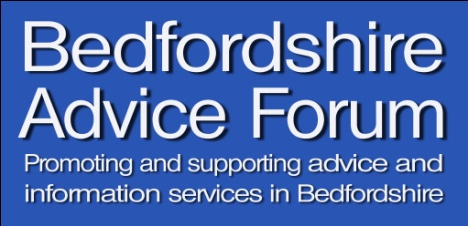 Bedfordshire
Advice Forum
Promoting and supporting advice and
information services in Bedfordshire